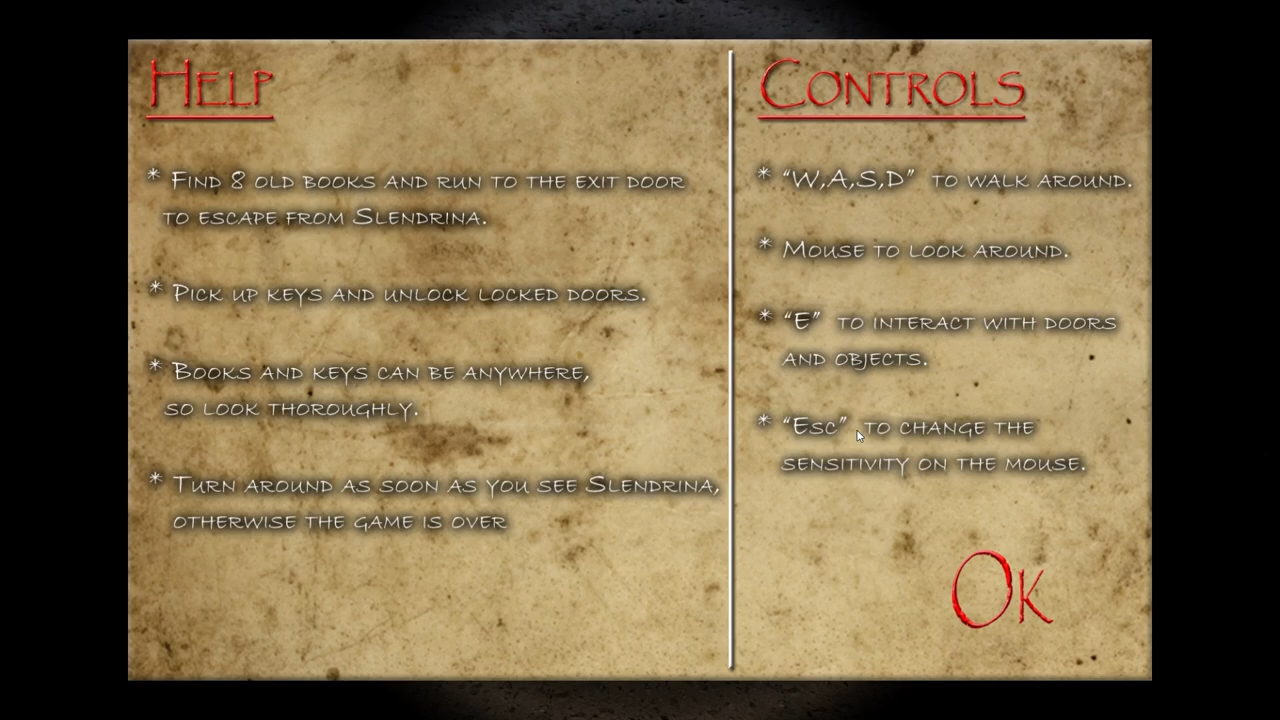 Help
* Find 8 old books and run to the exit door
to escape from Slendrina.
* Pick up keys and unlock locked doors.
* Books and keys can be anywhere,
so look thoroughly.
* Turn around as soon as you see Slendrina,
otherwise the game is over
Controls
* “W,A,S,D” to walk around.
* Mouse to look around.
* “E” to interact with doors
and objects.
* “Esc” to change the
sensitivity on the mouse.
Ok